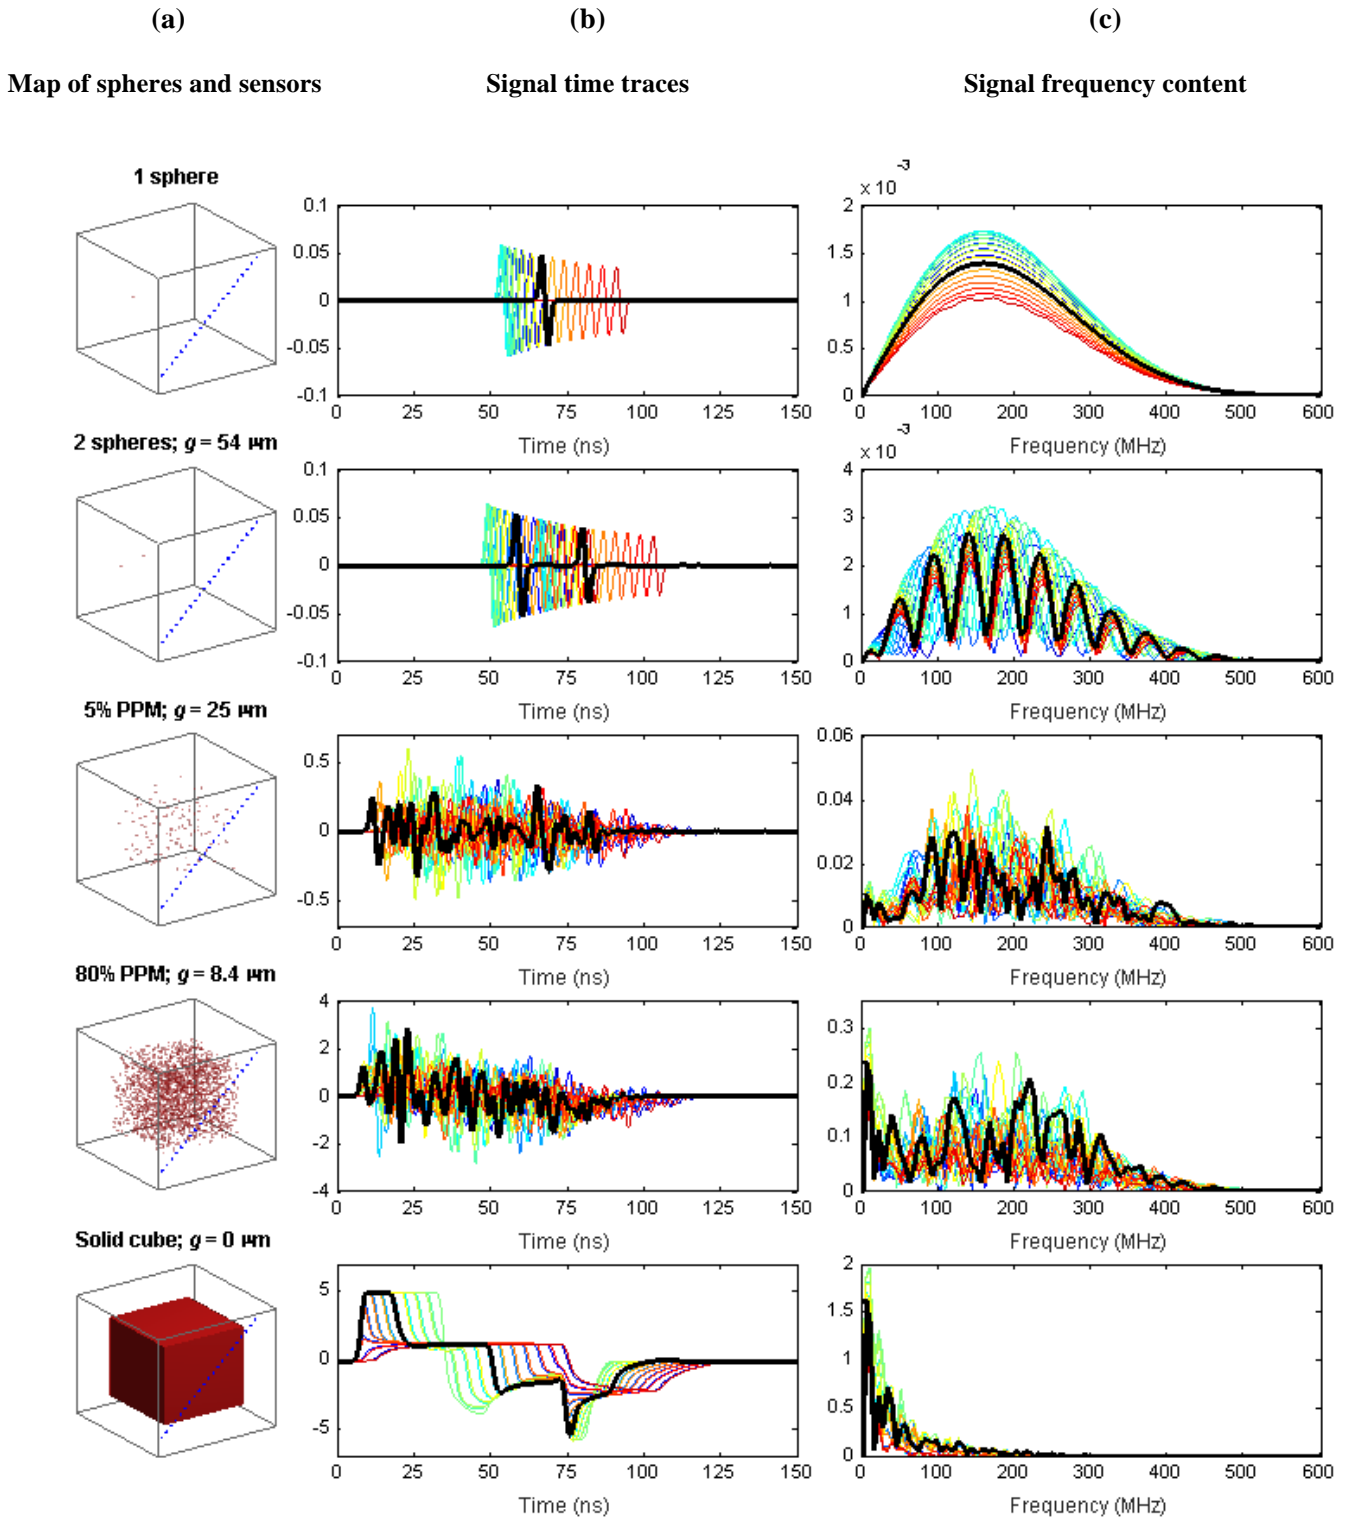 (a) (b) (c)
Map of spheres and sensors Signal time traces Signal frequency content
1 sphere
0.1
0.05
0
-0.05
-0.1
0 25 50 75 100 125 150
Time (ns)
x 10 -3
2
1.5
1
0.5
0
0 100 200 300 400 500 600
Frequency (MHz)
2 spheres; g = 54 µm
0.1
0.05
0
-0.05
-0.1
0 25 50 75 100 125 150
Time (ns)
x 10 -3
4
3
2
1
0
0 100 200 300 400 500 600
Frequency (MHz)
5% PPM; g = 25 µm
0.5
0
-0.5
0 25 50 75 100 125 150
Time (ns)
0.06
0.04
0.02
0
0 100 200 300 400 500 600
Frequency (MHz)
80% PPM; g = 8.4 µm
4
2
0
-2
-4
0 25 50 75 100 125 150
Time (ns)
0.3
0.2
0.1
0
0 100 200 300 400 500 600
Frequency (MHz)
Solid cube; g = 0 µm
5
0
-5
0 25 50 75 100 125 150
Time (ns)
2
1.5
1
0.5
0
0 100 200 300 400 500 600
Frequency (MHz)